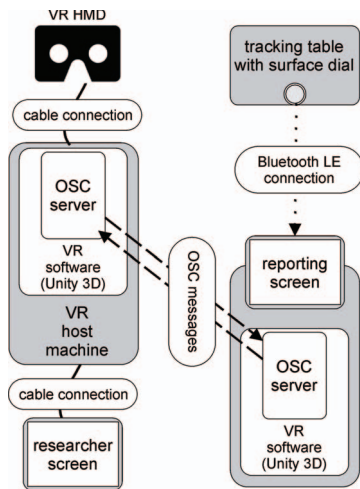 VR HMD
cable connection
OSC
server
VR
software
(Unity 3D)
VR
host
machine
cable connection
researcher
screen
OSC messages
tracking table
with surface dial
Bluetooth LE
connection
reporting
screen
OSC
server
VR
software
(Unity 3D)